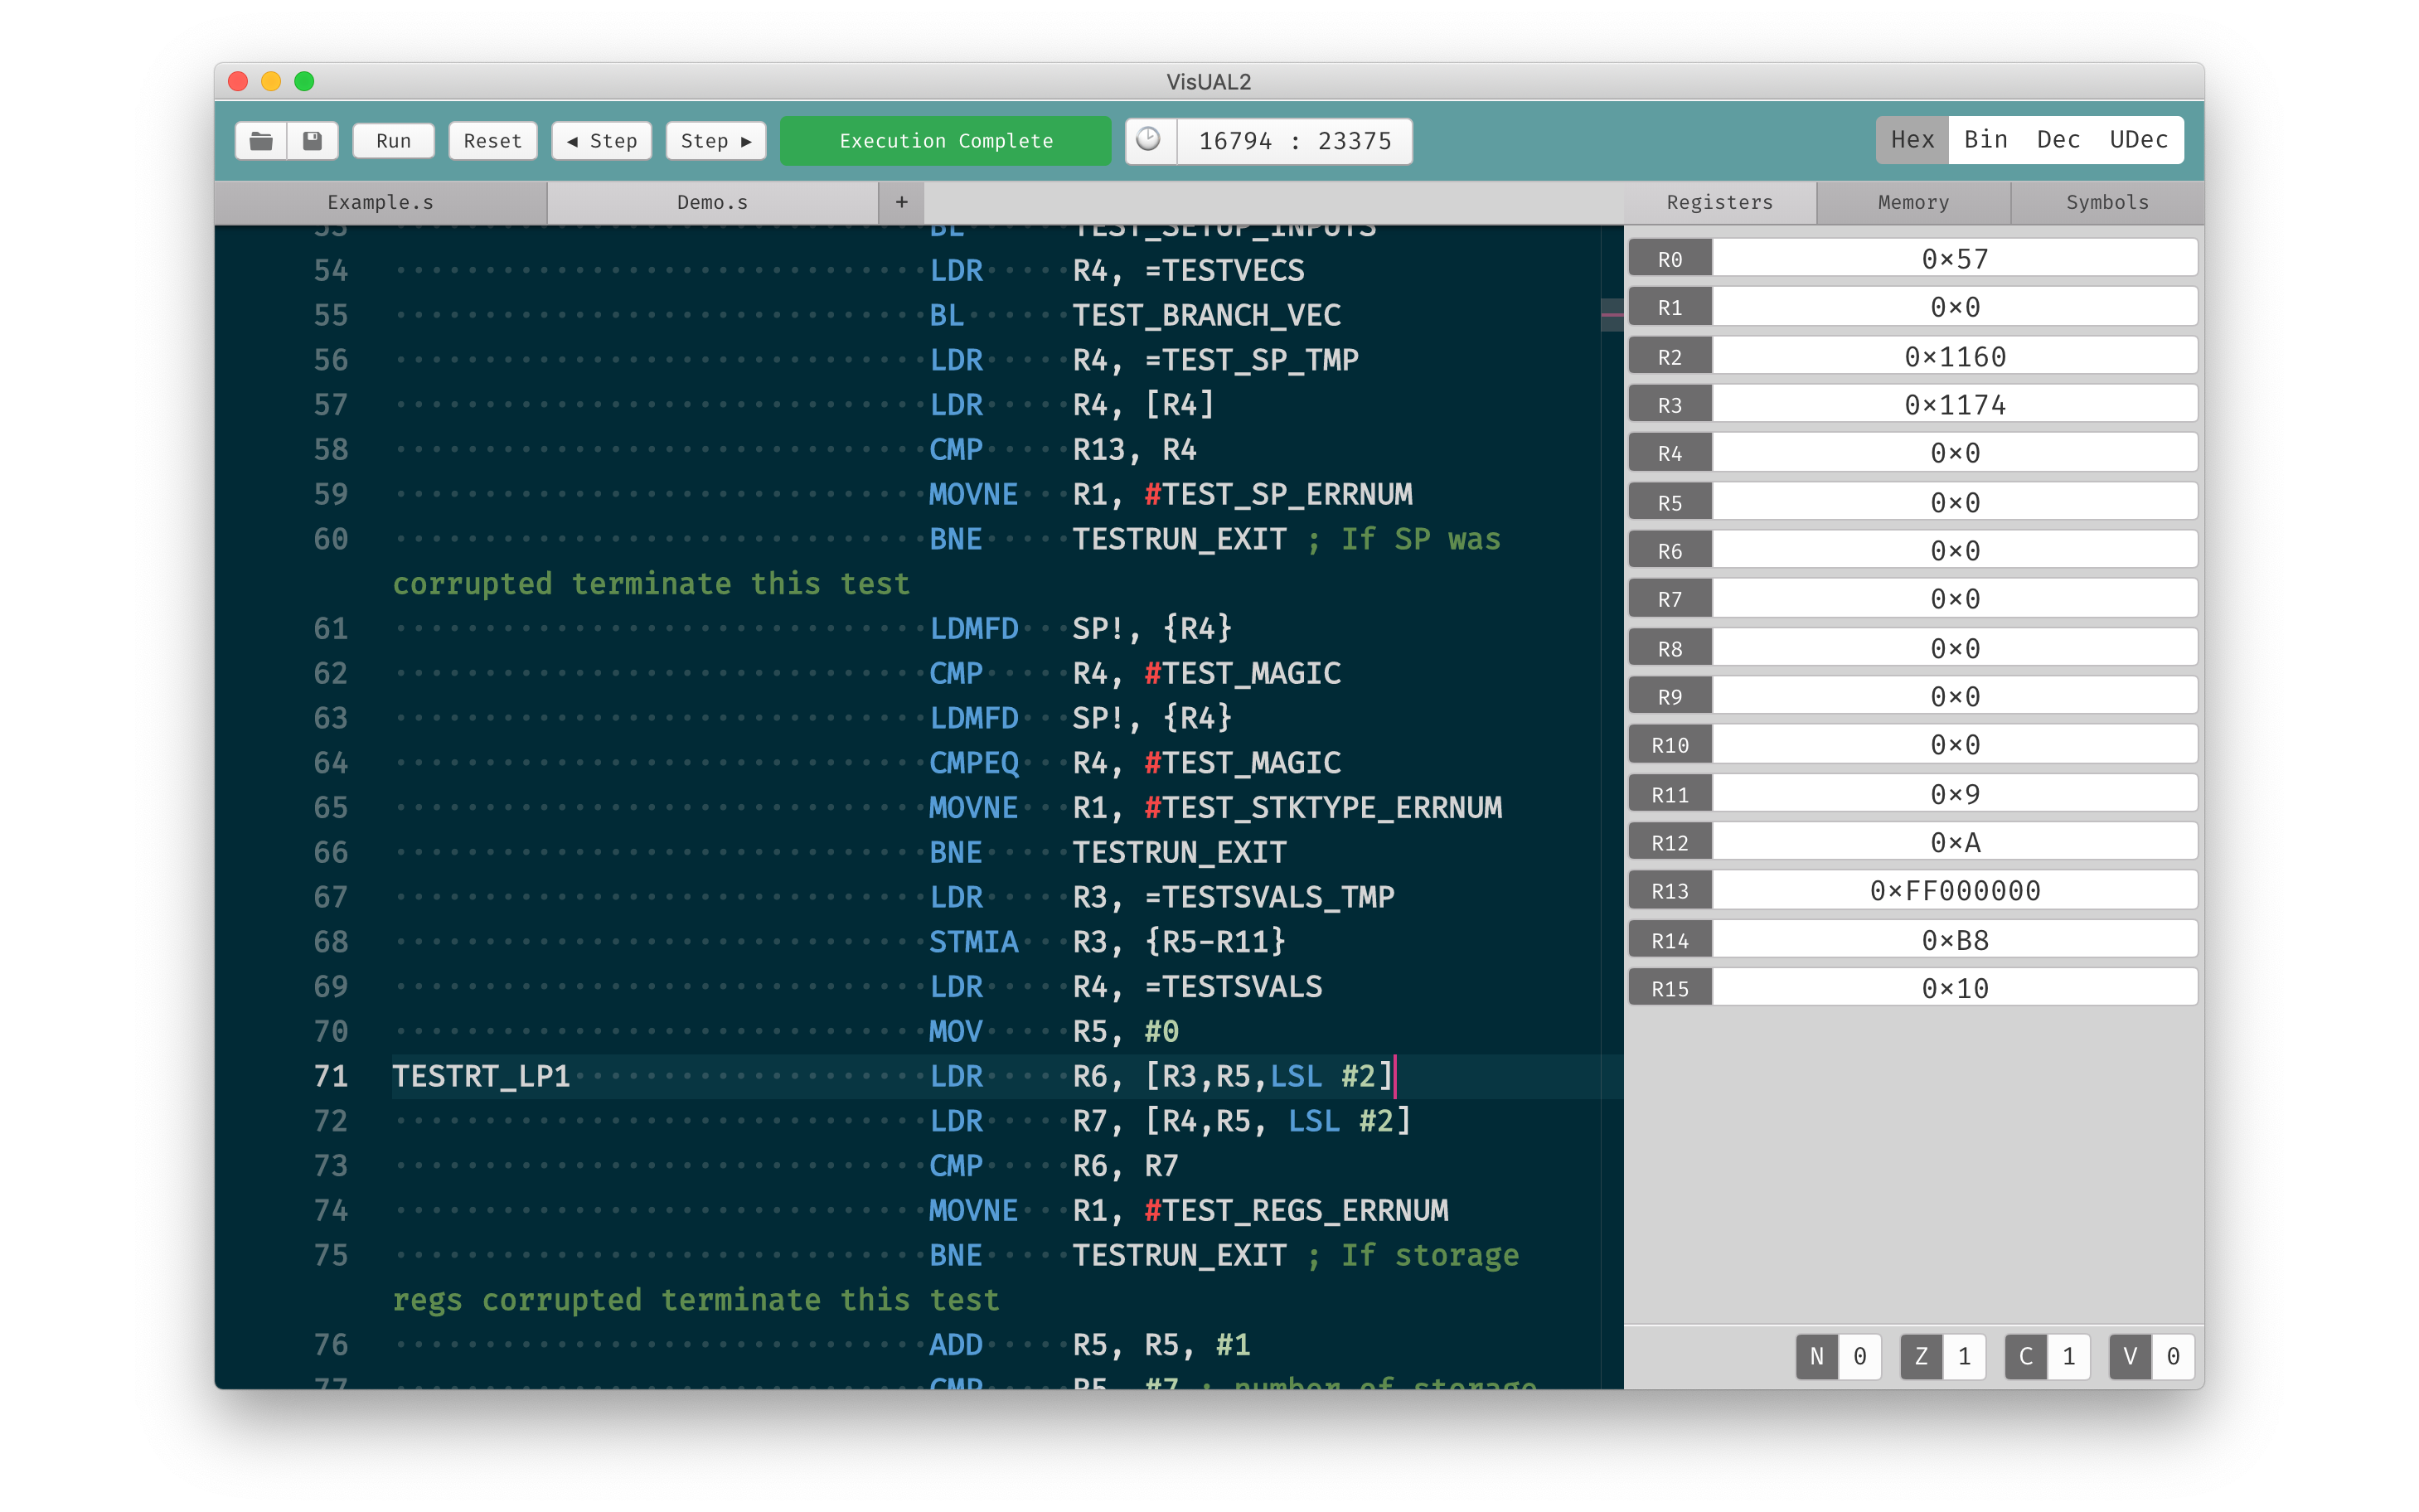 VisUAL2
Run Reset Step Step Execution Complete 16794 : 23375 Hex Bin Dec UDec
Example.s Demo.s + Registers Memory Symbols
53 BL TEST_SETUP_INPUTS
54 LDR R4, =TESTVECS
55 BL TEST_BRANCH_VEC
56 LDR R4, =TEST_SP_TMP
57 LDR R4, [R4]
58 CMP R13, R4
59 MOVNE R1, #TEST_SP_ERRNUM
60 BNE TESTRUN_EXIT ; If SP was
corrupted terminate this test
61 LDMFD SP!, {R4}
62 CMP R4, #TEST_MAGIC
63 LDMFD SP!, {R4}
64 CMPEQ R4, #TEST_MAGIC
65 MOVNE R1, #TEST_STKTYPE_ERRNUM
66 BNE TESTRUN_EXIT
67 LDR R3, =TESTSVALS_TMP
68 STMIA R3, {R5-R11}
69 LDR R4, =TESTSVALS
70 MOV R5, #0
71 TESTRT_LP1 LDR R6, [R3,R5,LSL #2]
72 LDR R7, [R4,R5, LSL #2]
73 CMP R6, R7
74 MOVNE R1, #TEST_REGS_ERRNUM
75 BNE TESTRUN_EXIT ; If storage
regs corrupted terminate this test
76 ADD R5, R5, #1
77 CMP R5, #7 ; number of storage
R0 0×57
R1 0×0
R2 0×1160
R3 0×1174
R4 0×0
R5 0×0
R6 0×0
R7 0×0
R8 0×0
R9 0×0
R10 0×0
R11 0×9
R12 0×A
R13 0×FF000000
R14 0×B8
R15 0×10
N 0 Z 1 C 1 V 0